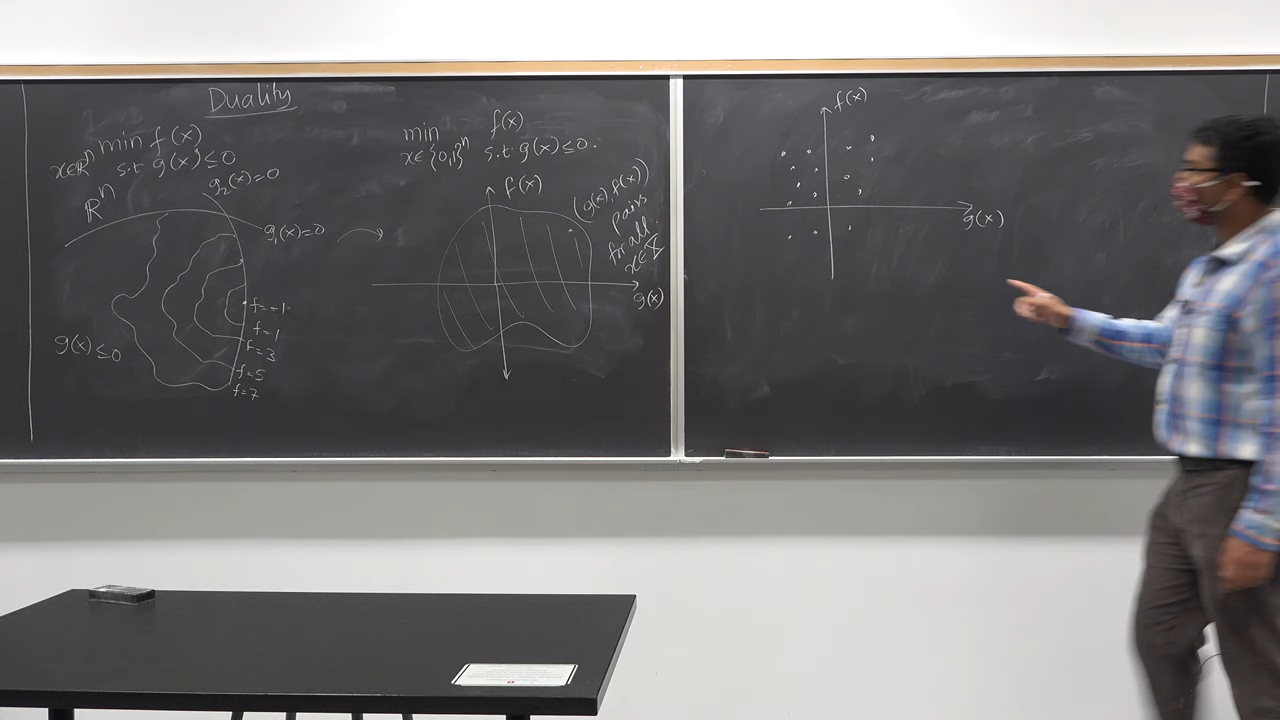 Duality
min f(x)
x∈ℝⁿ s.t g(x)≤0
ℝⁿ
g₂(x)=0
g₁(x)=0
g(x)≤0
f=-1
f=1
f=3
f=5
f=7
min f(x)
x∈{0,1}ⁿ s.t g(x)≤0.
f(x)
(g(x),f(x))
pairs
for all
x∈X
g(x)
f(x)
g(x)